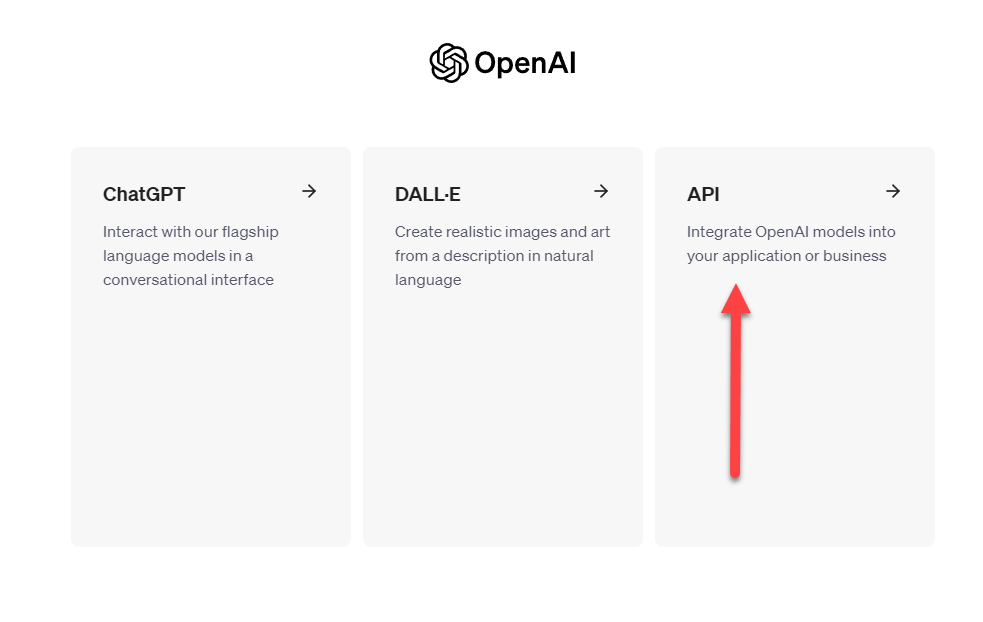 OpenAI
ChatGPT
Interact with our flagship
language models in a
conversational interface
DALL·E
Create realistic images and art
from a description in natural
language
API
Integrate OpenAI models into
your application or business